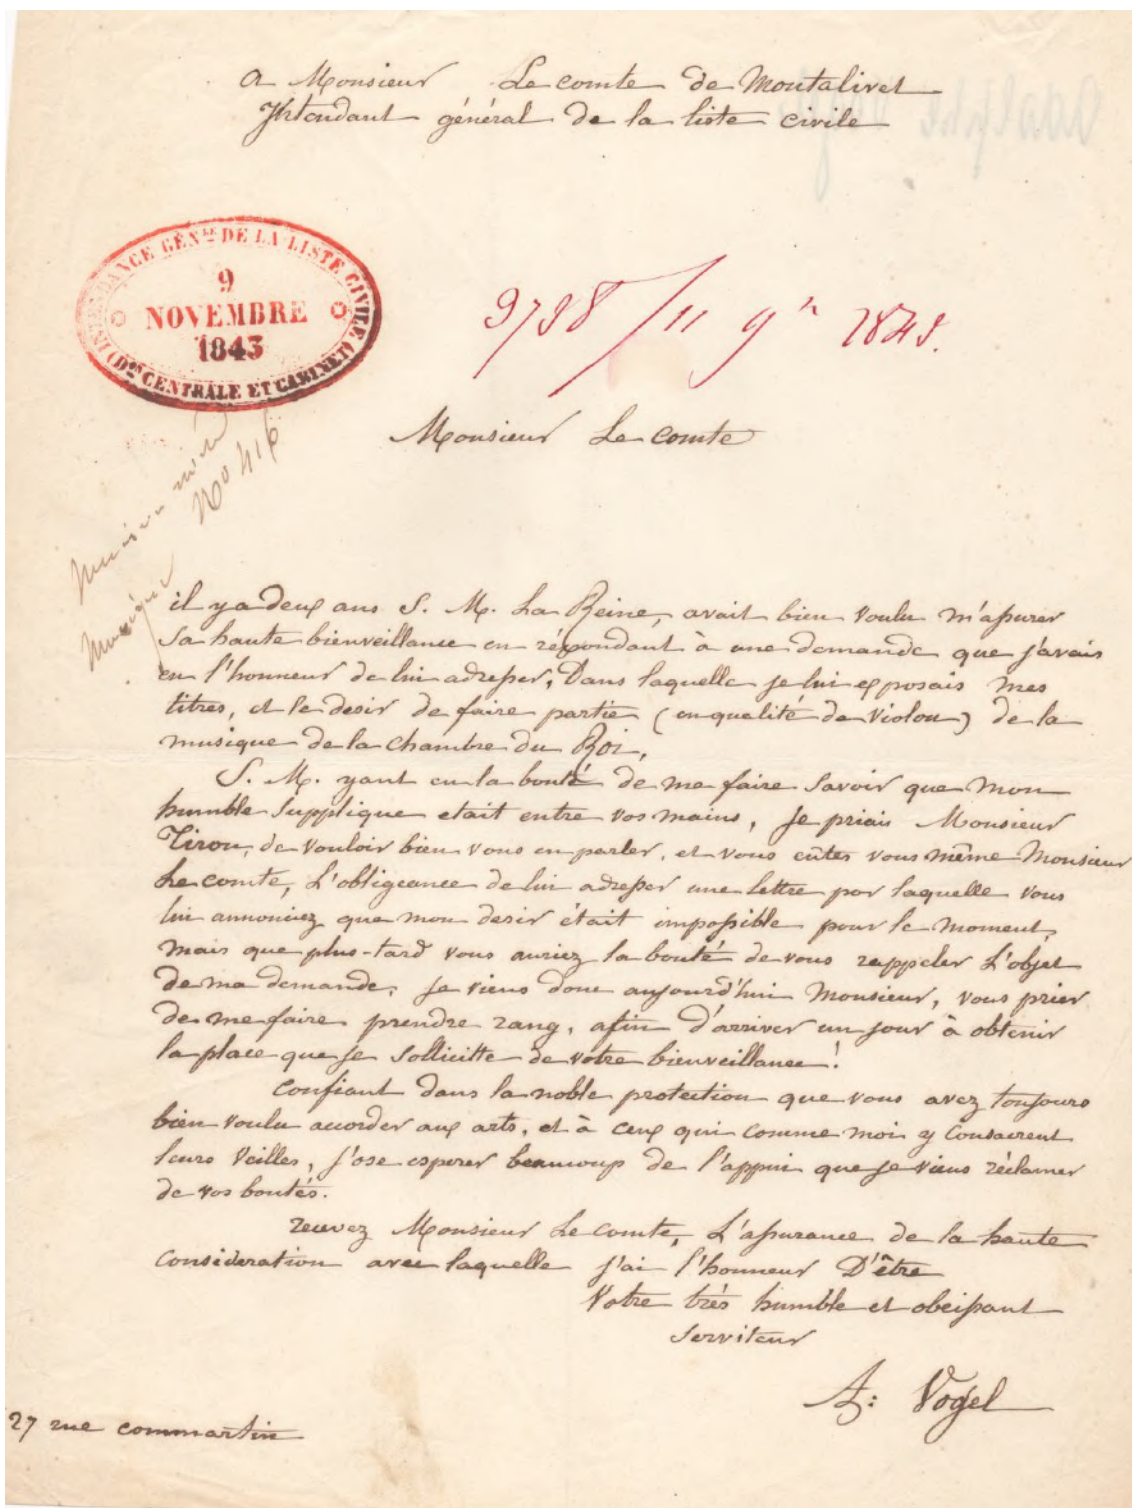 A Monsieur Le comte de Montalivet
Intendant général de la liste civile
INTENDANCE GÉNle DE LA LISTE CIVILE
9
NOVEMBRE
1843
(Don CENTRALE ET CABINET)
9798/11 9bre 1843.
Monsieur Le comte
No 416
musique
il y a deux ans S. M. La Reine, avait bien voulu m'assurer
sa haute bienveillance en répondant à une demande que j'avais
eu l'honneur de lui adresser, Dans laquelle je lui exposais mes
titres, et le desir de faire partie (en qualité de violon) de la
musique de la chambre du Roi,
S. M. yant eu la bonté de me faire savoir que mon
humble supplique etait entre vos mains, je priais Monsieur
Tirou, de vouloir bien vous en parler, et vous eûtes vous même Monsieur
Le comte, L'obligeance de lui adresser une lettre par laquelle vous
lui annonciez que mon desir était impossible pour le moment,
mais que plus-tard vous auriez la bonté de vous rappeler L'objet
de ma demande, je viens donc aujourd'hui Monsieur, vous prier
de me faire prendre rang, afin d'arriver un jour à obtenir
la place que je sollicitte de votre bienveillance!
Confiant dans la noble protection que vous avez toujours
bien voulu accorder aux arts, et à ceux qui comme moi y consacrent
leurs veilles, j'ose esperer beaucoup de l'appui que je viens réclamer
de vos bontés.
recevez Monsieur Le comte, L'assurance de la haute
consideration avec laquelle j'ai l'honneur D'être
Votre très humble et obeissant
Serviteur
A: Vogel
27 rue commartin